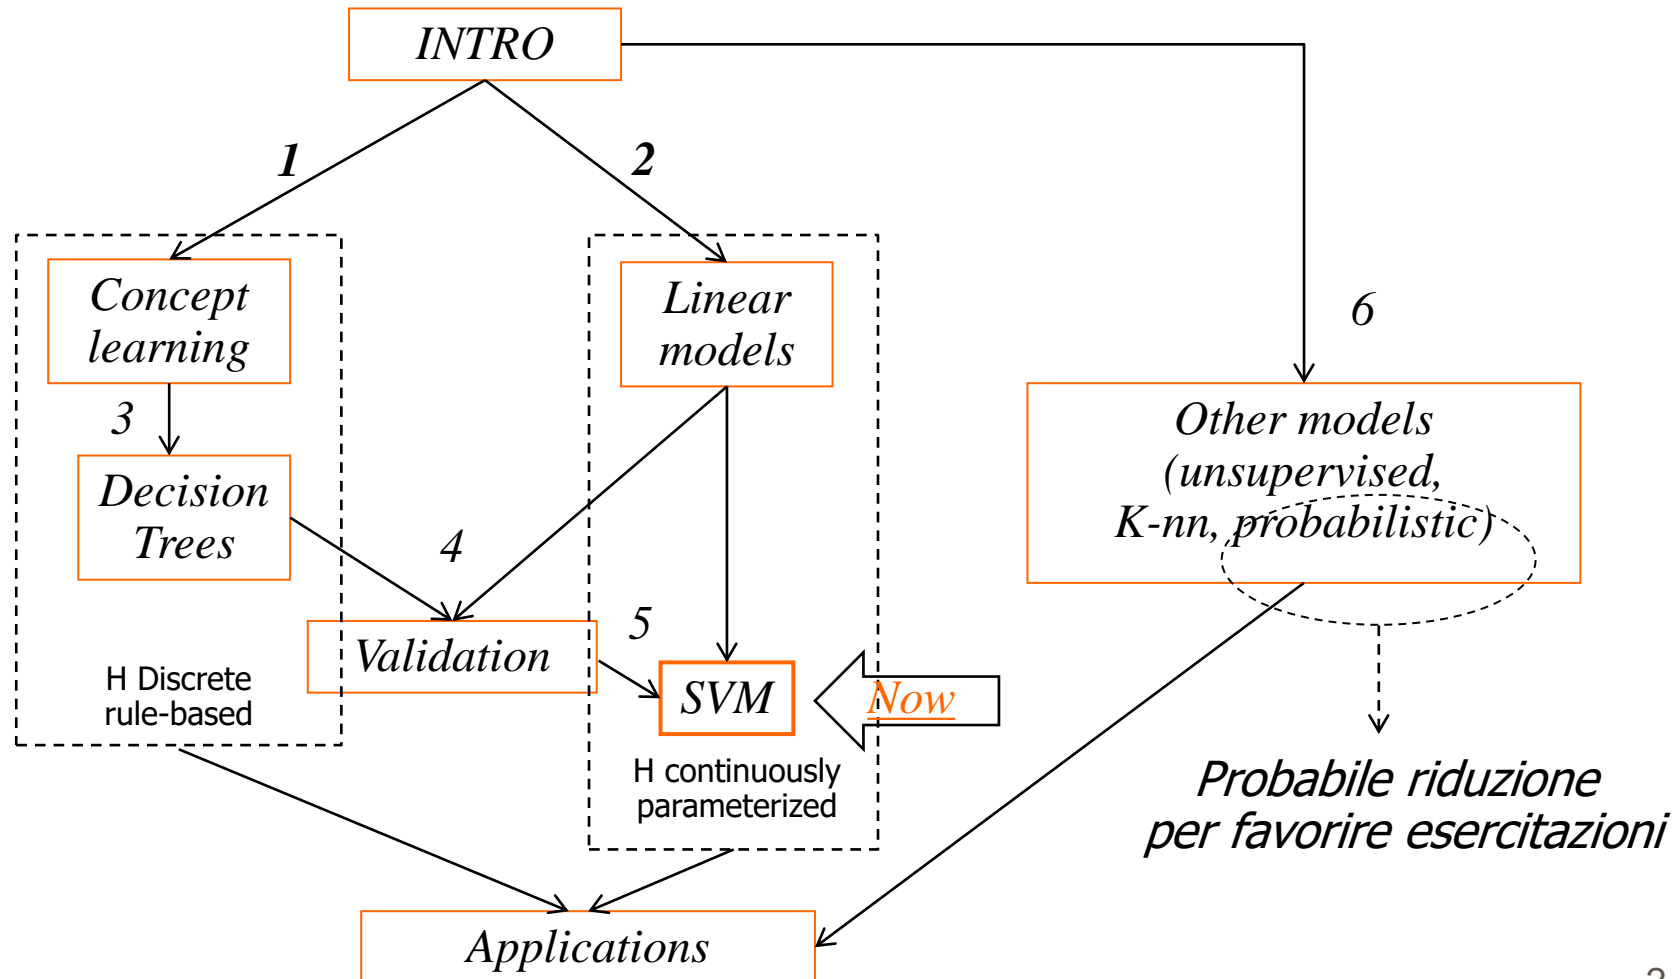 INTRO
1
2
Concept
learning
Linear
models
6
3
Other models
(unsupervised,
K-nn, probabilistic)
Decision
Trees
4
5
Validation
SVM
Now
H Discrete
rule-based
H continuously
parameterized
Probabile riduzione
per favorire esercitazioni
Applications